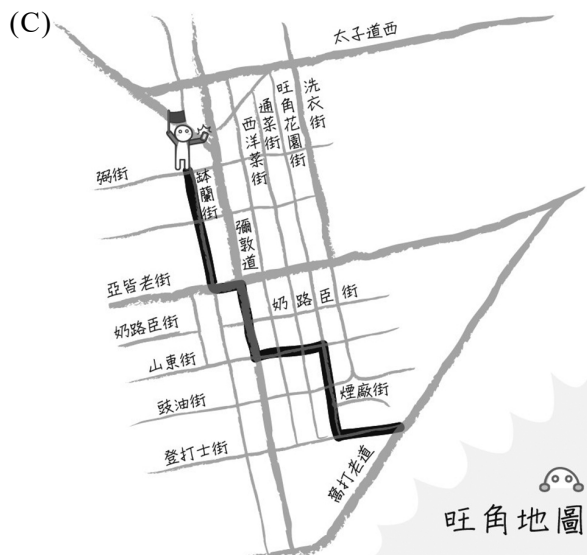 (C)
太子道西
洗衣街
旺角花園街
通菜街
西洋菜街
弼街
鉢蘭街
彌敦道
亞皆老街
奶路臣街
奶路臣街
山東街
煙廠街
豉油街
登打士街
窩打老道
旺角地圖